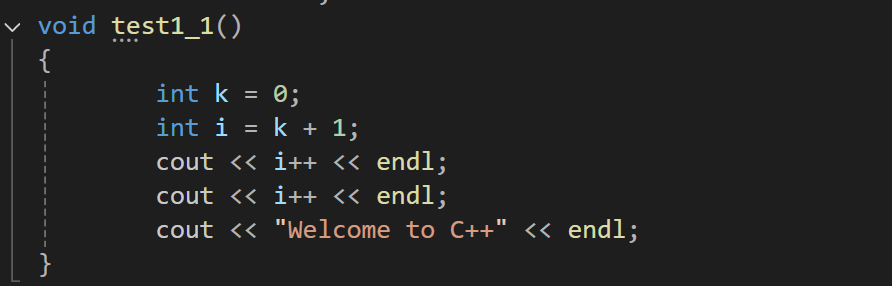 void test1_1()
{
int k = 0;
int i = k + 1;
cout << i++ << endl;
cout << i++ << endl;
cout << "Welcome to C++" << endl;
}